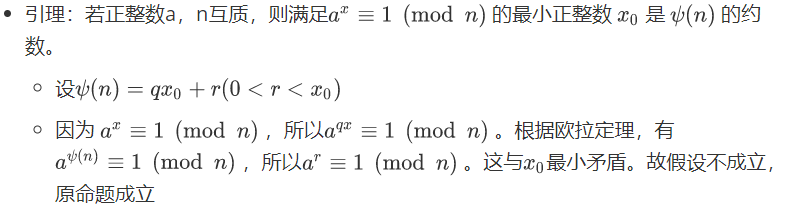 • 引理：若正整数a，n互质，则满足$a^x \equiv 1 \pmod{n}$ 的最小正整数 $x_0$ 是 $\psi(n)$ 的约
数。
◦ 设$\psi(n) = qx_0 + r(0 < r < x_0)$
◦ 因为 $a^x \equiv 1 \pmod{n}$ ，所以$a^{qx} \equiv 1 \pmod{n}$ 。根据欧拉定理，有
$a^{\psi(n)} \equiv 1 \pmod{n}$ ，所以$a^r \equiv 1 \pmod{n}$ 。这与$x_0$最小矛盾。故假设不成立，
原命题成立